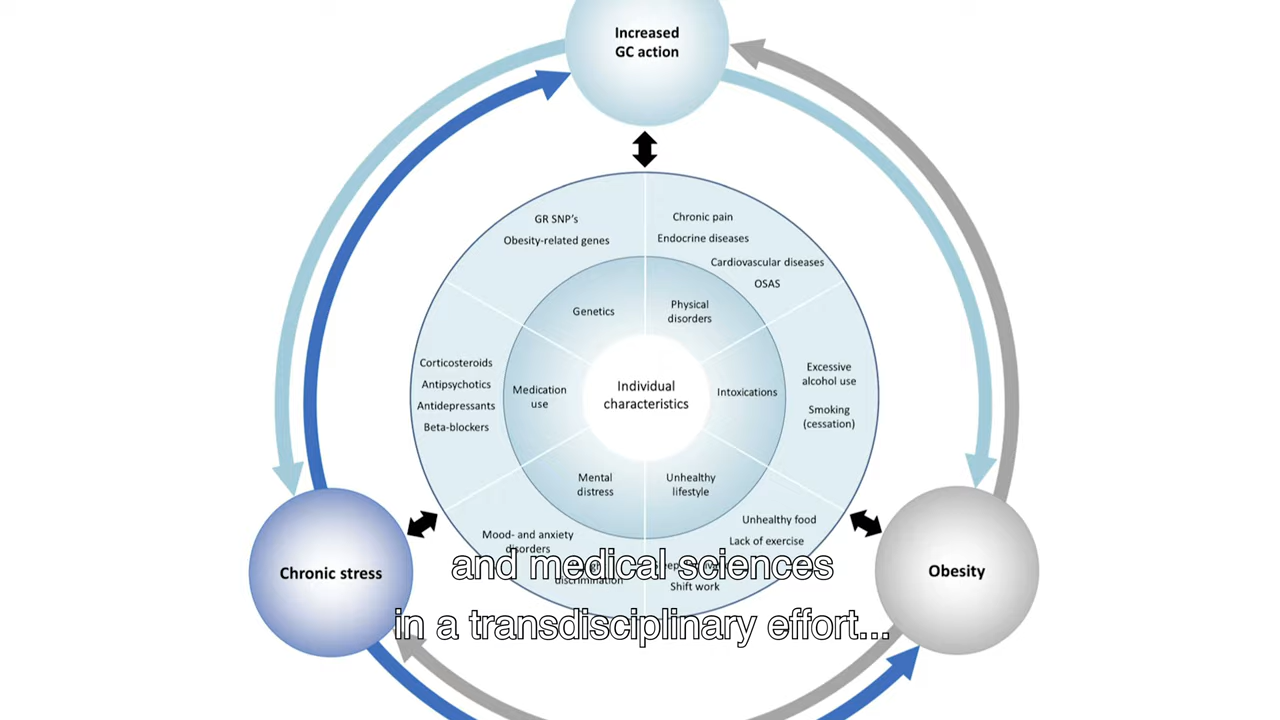 Increased
GC action
GR SNP's
Obesity-related genes
Chronic pain
Endocrine diseases
Cardiovascular diseases
OSAS
Genetics
Physical
disorders
Corticosteroids
Antipsychotics
Antidepressants
Beta-blockers
Medication
use
Individual
characteristics
Intoxications
Excessive
alcohol use
Smoking
(cessation)
Mental
distress
Unhealthy
lifestyle
Mood- and anxiety
disorders
discrimination
Unhealthy food
Lack of exercise
Shift work
Chronic stress
Obesity
and medical sciences
in a transdisciplinary effort...